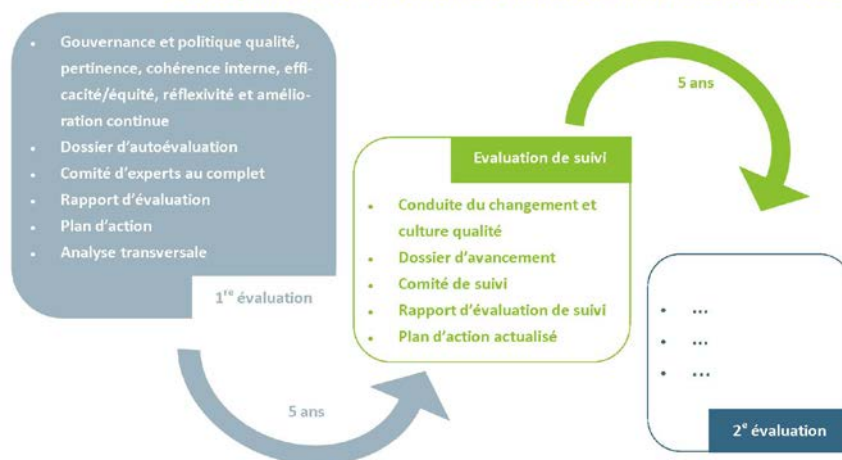 • Gouvernance et politique qualité,
pertinence, cohérence interne, effi-
cacité/équité, réflexivité et amélio-
ration continue
• Dossier d'autoévaluation
• Comité d'experts au complet
• Rapport d'évaluation
• Plan d'action
• Analyse transversale
1re évaluation
5 ans
Evaluation de suivi
• Conduite du changement et
culture qualité
• Dossier d'avancement
• Comité de suivi
• Rapport d'évaluation de suivi
• Plan d'action actualisé
5 ans
• ...
• ...
• ...
2e évaluation